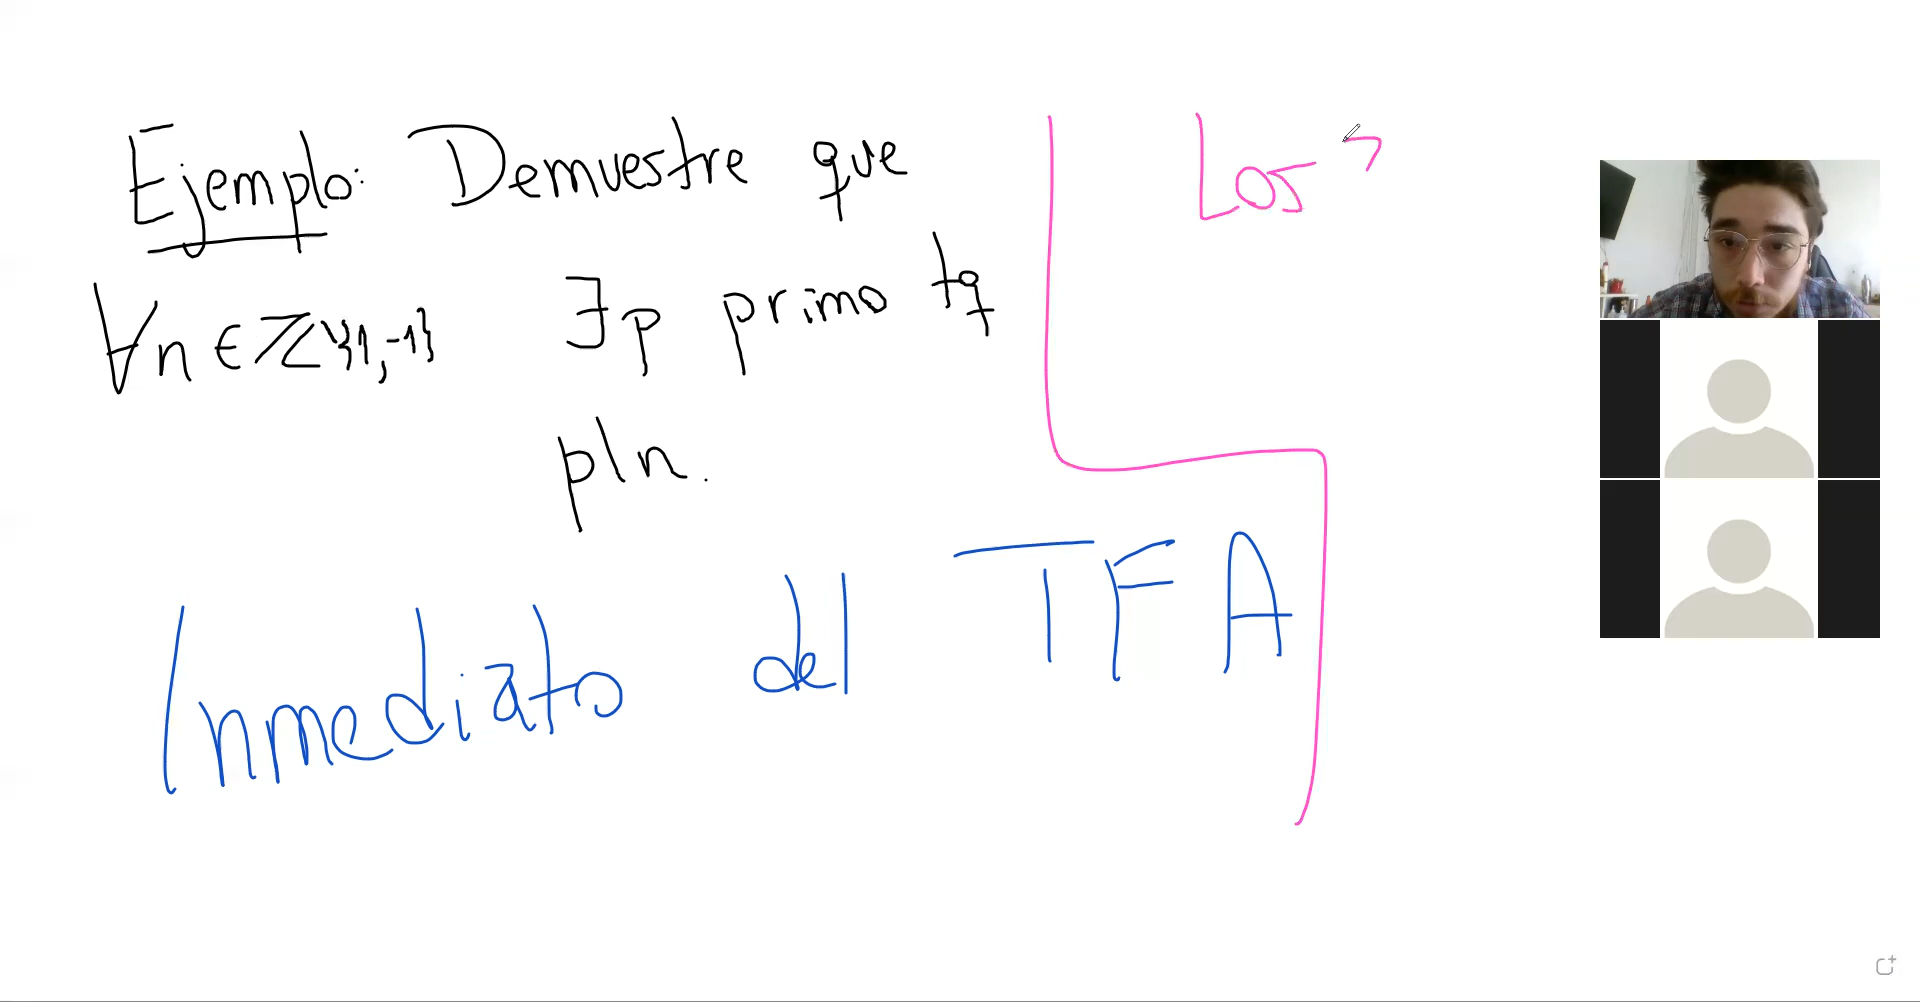 Ejemplo: Demuestre que
∀n ∈ ℤ\{1,-1} ∃p primo tq
p|n.
Inmediato del TFA
Los